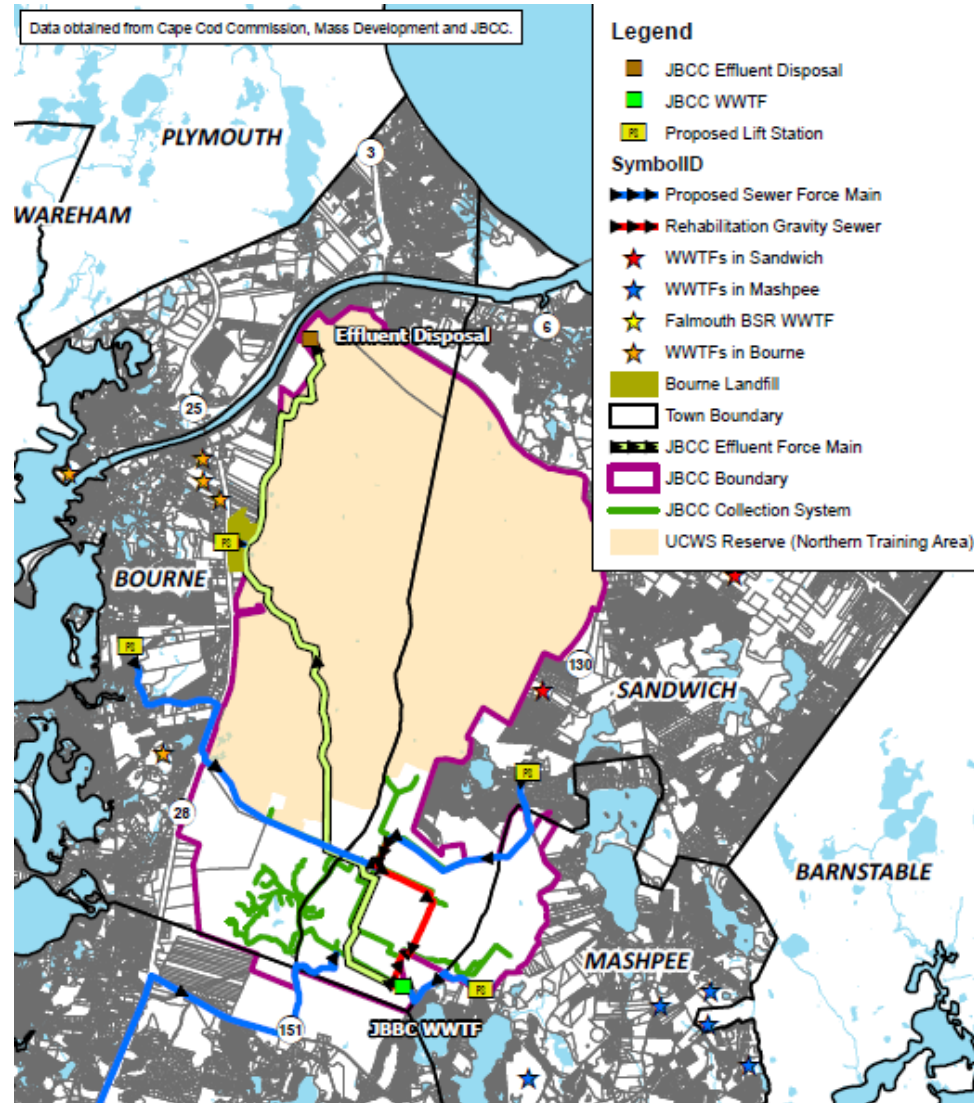 Data obtained from Cape Cod Commission, Mass Development and JBCC.
Legend
JBCC Effluent Disposal
JBCC WWTF
PS Proposed Lift Station
SymbolID
Proposed Sewer Force Main
Rehabilitation Gravity Sewer
WWTFs in Sandwich
WWTFs in Mashpee
Falmouth BSR WWTF
WWTFs in Bourne
Bourne Landfill
Town Boundary
JBCC Effluent Force Main
JBCC Boundary
JBCC Collection System
UCWS Reserve (Northern Training Area)
PLYMOUTH
3
WAREHAM
6
Effluent Disposal
25
PS
BOURNE
PS
130
SANDWICH
PS
28
BARNSTABLE
MASHPEE
PS
151
JBBC WWTF